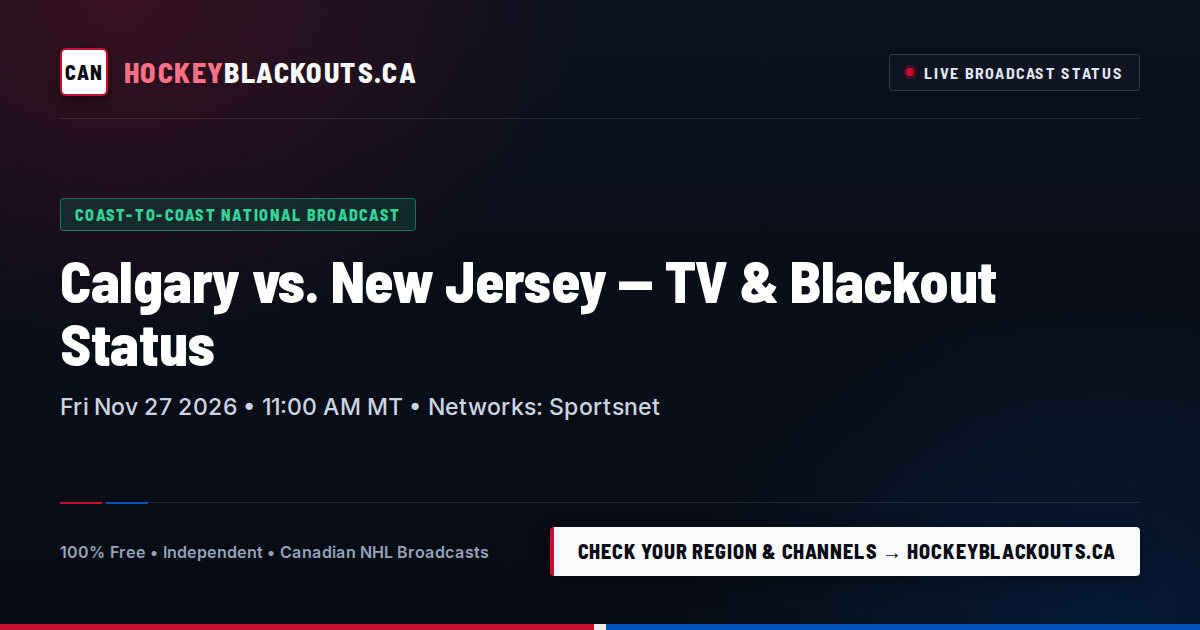 CAN
HOCKEYBLACKOUTS.CA
LIVE BROADCAST STATUS
COAST-TO-COAST NATIONAL BROADCAST
Calgary vs. New Jersey — TV & Blackout
Status
Fri Nov 27 2026 • 11:00 AM MT • Networks: Sportsnet
100% Free • Independent • Canadian NHL Broadcasts
CHECK YOUR REGION & CHANNELS → HOCKEYBLACKOUTS.CA